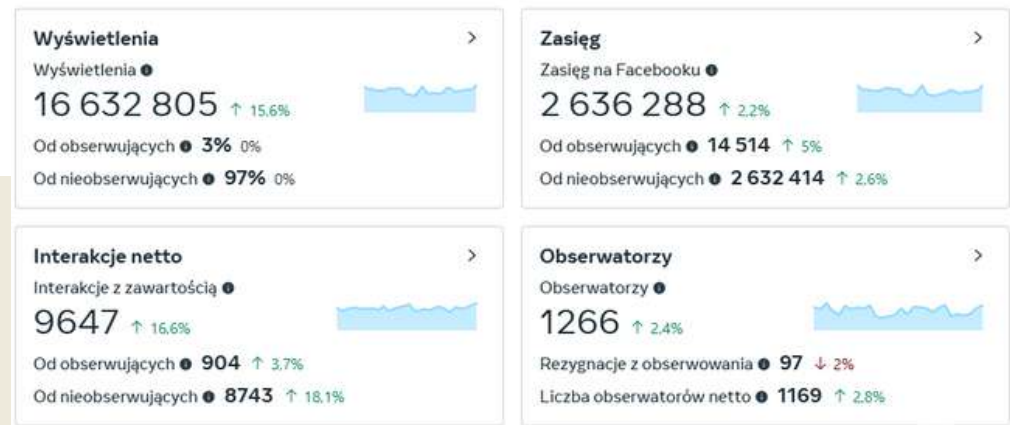 Wyświetlenia
Wyświetlenia
16 632 805 ↑ 15,6%
Od obserwujących 3% 0%
Od nieobserwujących 97% 0%
Zasięg
Zasięg na Facebooku
2 636 288 ↑ 2,2%
Od obserwujących 14 514 ↑ 5%
Od nieobserwujących 2 632 414 ↑ 2,6%
Interakcje netto
Interakcje z zawartością
9647 ↑ 16,6%
Od obserwujących 904 ↑ 3,7%
Od nieobserwujących 8743 ↑ 18,1%
Obserwatorzy
Obserwatorzy
1266 ↑ 2,4%
Rezygnacje z obserwowania 97 ↓ 2%
Liczba obserwatorów netto 1169 ↑ 2,8%